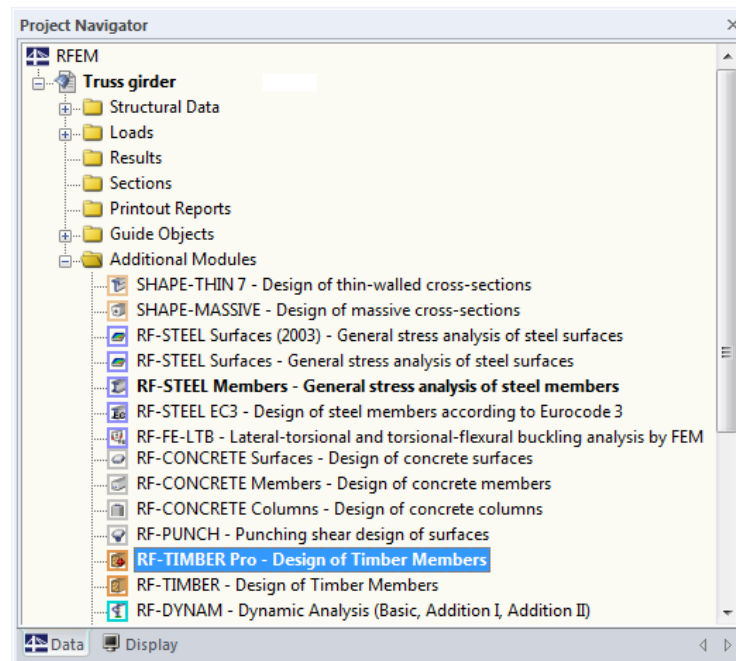 Project Navigator
RFEM
Truss girder
Structural Data
Loads
Results
Sections
Printout Reports
Guide Objects
Additional Modules
SHAPE-THIN 7 - Design of thin-walled cross-sections
SHAPE-MASSIVE - Design of massive cross-sections
RF-STEEL Surfaces (2003) - General stress analysis of steel surfaces
RF-STEEL Surfaces - General stress analysis of steel surfaces
RF-STEEL Members - General stress analysis of steel members
RF-STEEL EC3 - Design of steel members according to Eurocode 3
RF-FE-LTB - Lateral-torsional and torsional-flexural buckling analysis by FEM
RF-CONCRETE Surfaces - Design of concrete surfaces
RF-CONCRETE Members - Design of concrete members
RF-CONCRETE Columns - Design of concrete columns
RF-PUNCH - Punching shear design of surfaces
RF-TIMBER Pro - Design of Timber Members
RF-TIMBER - Design of Timber Members
RF-DYNAM - Dynamic Analysis (Basic, Addition I, Addition II)
Data Display